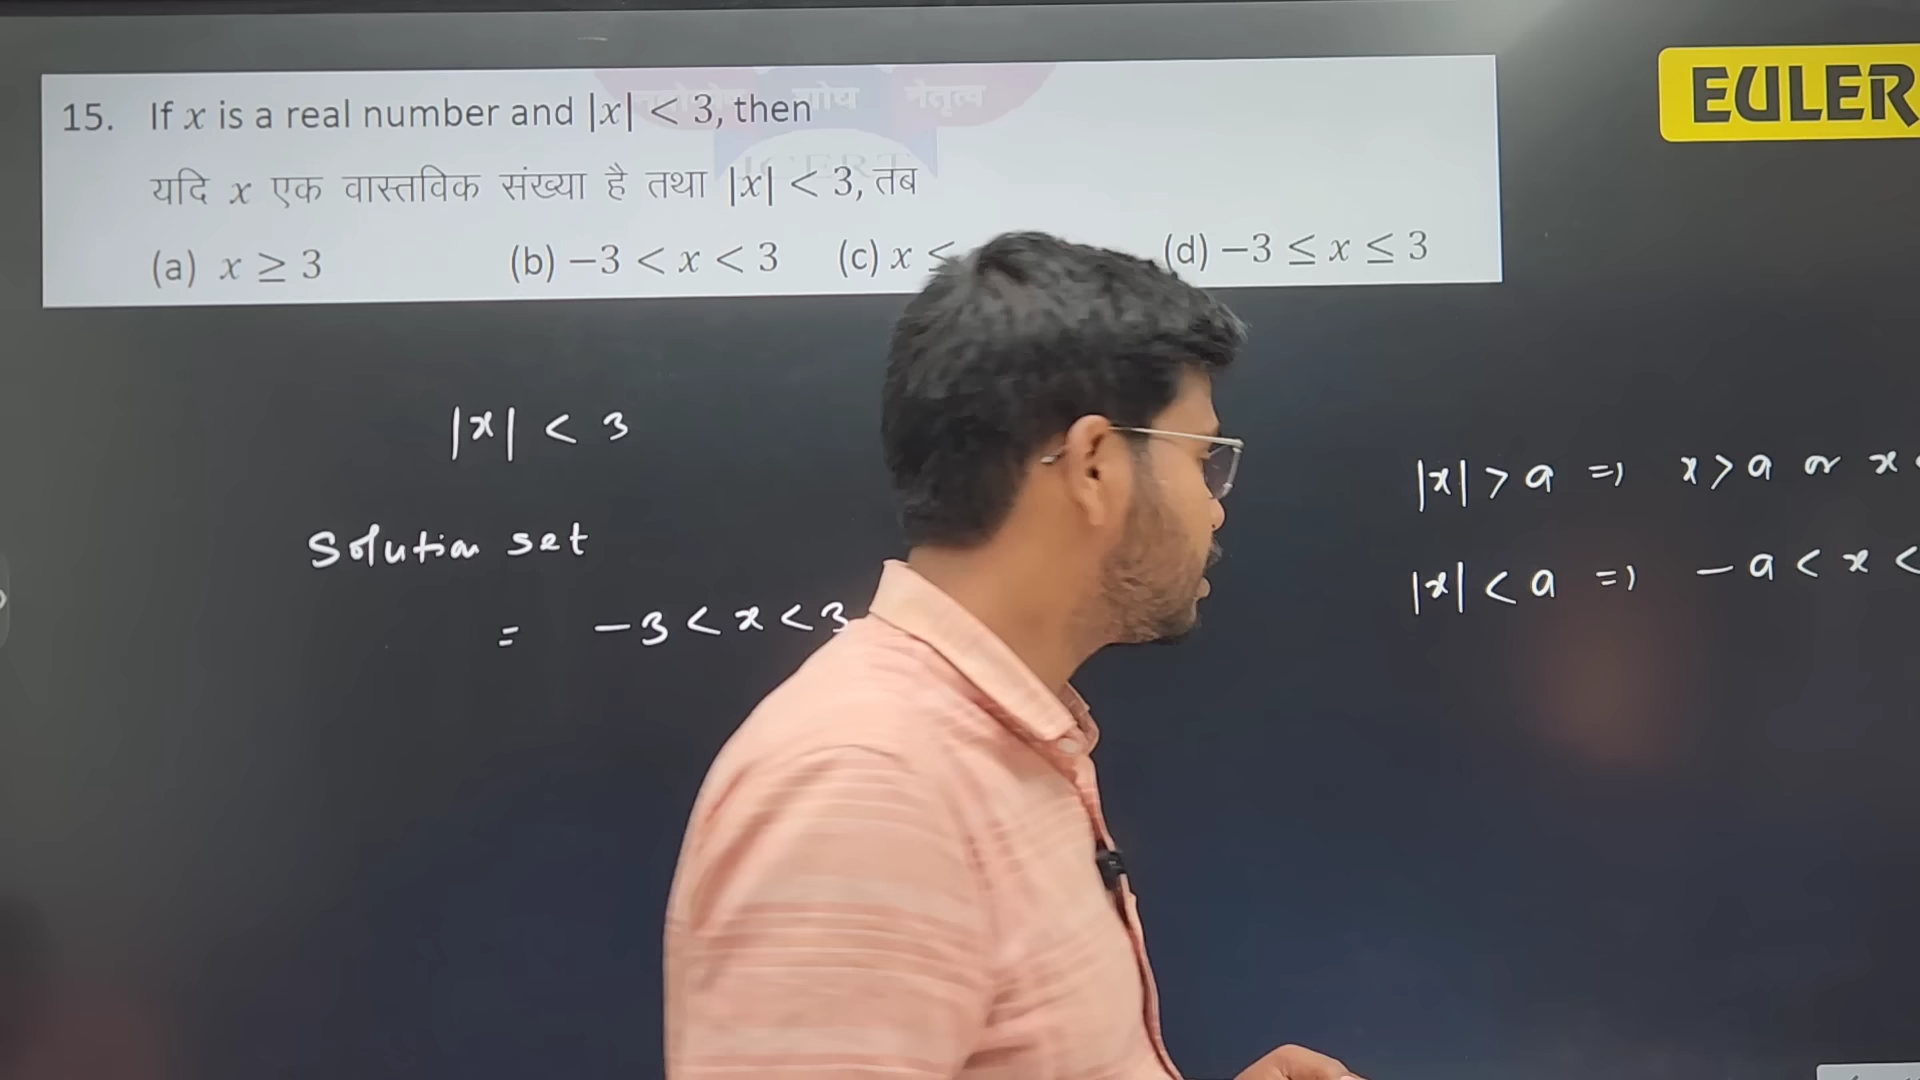 EULER
15. If x is a real number and |x| < 3, then
शोध नेतृत्व
यदि x एक वास्तविक संख्या है तथा |x| < 3, तब
(a) x ≥ 3 (b) −3 < x < 3 (c) x ≤ (d) −3 ≤ x ≤ 3
|x| < 3
Solution set
= −3 < x < 3
|x| > a ⇒ x > a or x
|x| < a ⇒ −a < x <